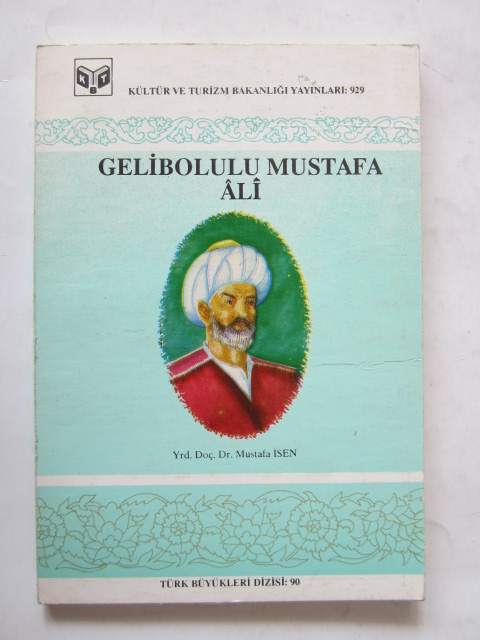 K B T
KÜLTÜR VE TURİZM BAKANLIĞI YAYINLARI: 929
GELİBOLULU MUSTAFA
ÂLÎ
Yrd. Doç. Dr. Mustafa İSEN
TÜRK BÜYÜKLERİ DİZİSİ: 90